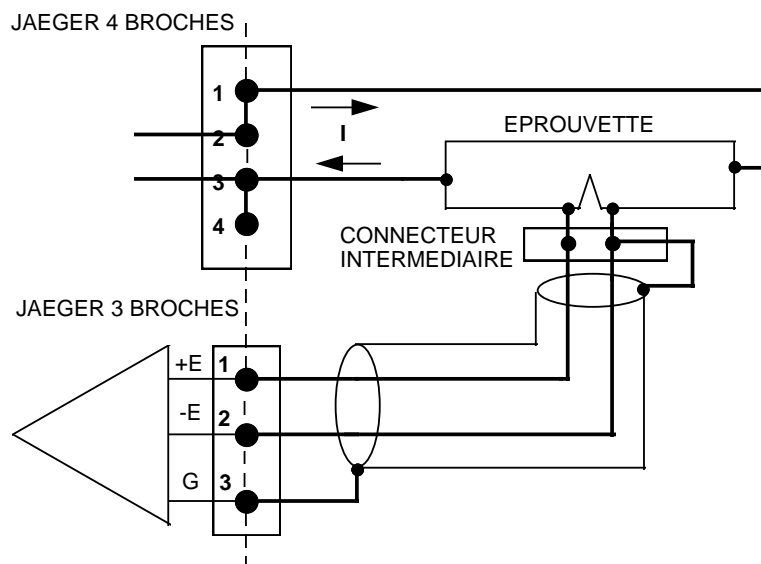 JAEGER 4 BROCHES
1
I
2
EPROUVETTE
3
4
CONNECTEUR
INTERMEDIAIRE
JAEGER 3 BROCHES
+E
1
-E
2
G
3